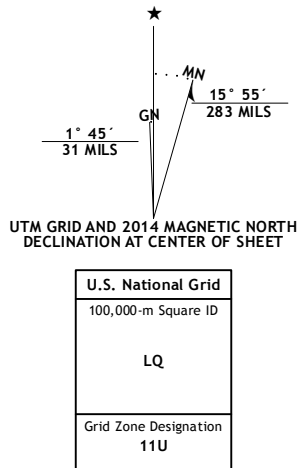 ★
MN
GN
15° 55´
283 MILS
1° 45´
31 MILS
UTM GRID AND 2014 MAGNETIC NORTH
DECLINATION AT CENTER OF SHEET
U.S. National Grid
100,000-m Square ID
LQ
Grid Zone Designation
11U